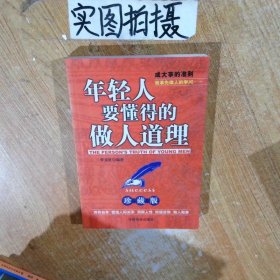 实图拍摄
成大事的准则
年轻人
要懂得的
做人道理
THE PERSON'S TRUTH OF YOUNG MEN
success
珍藏版